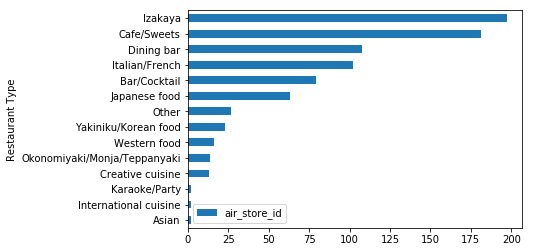 Restaurant Type
Izakaya
Cafe/Sweets
Dining bar
Italian/French
Bar/Cocktail
Japanese food
Other
Yakiniku/Korean food
Western food
Okonomiyaki/Monja/Teppanyaki
Creative cuisine
Karaoke/Party
International cuisine
Asian
air_store_id
0 25 50 75 100 125 150 175 200